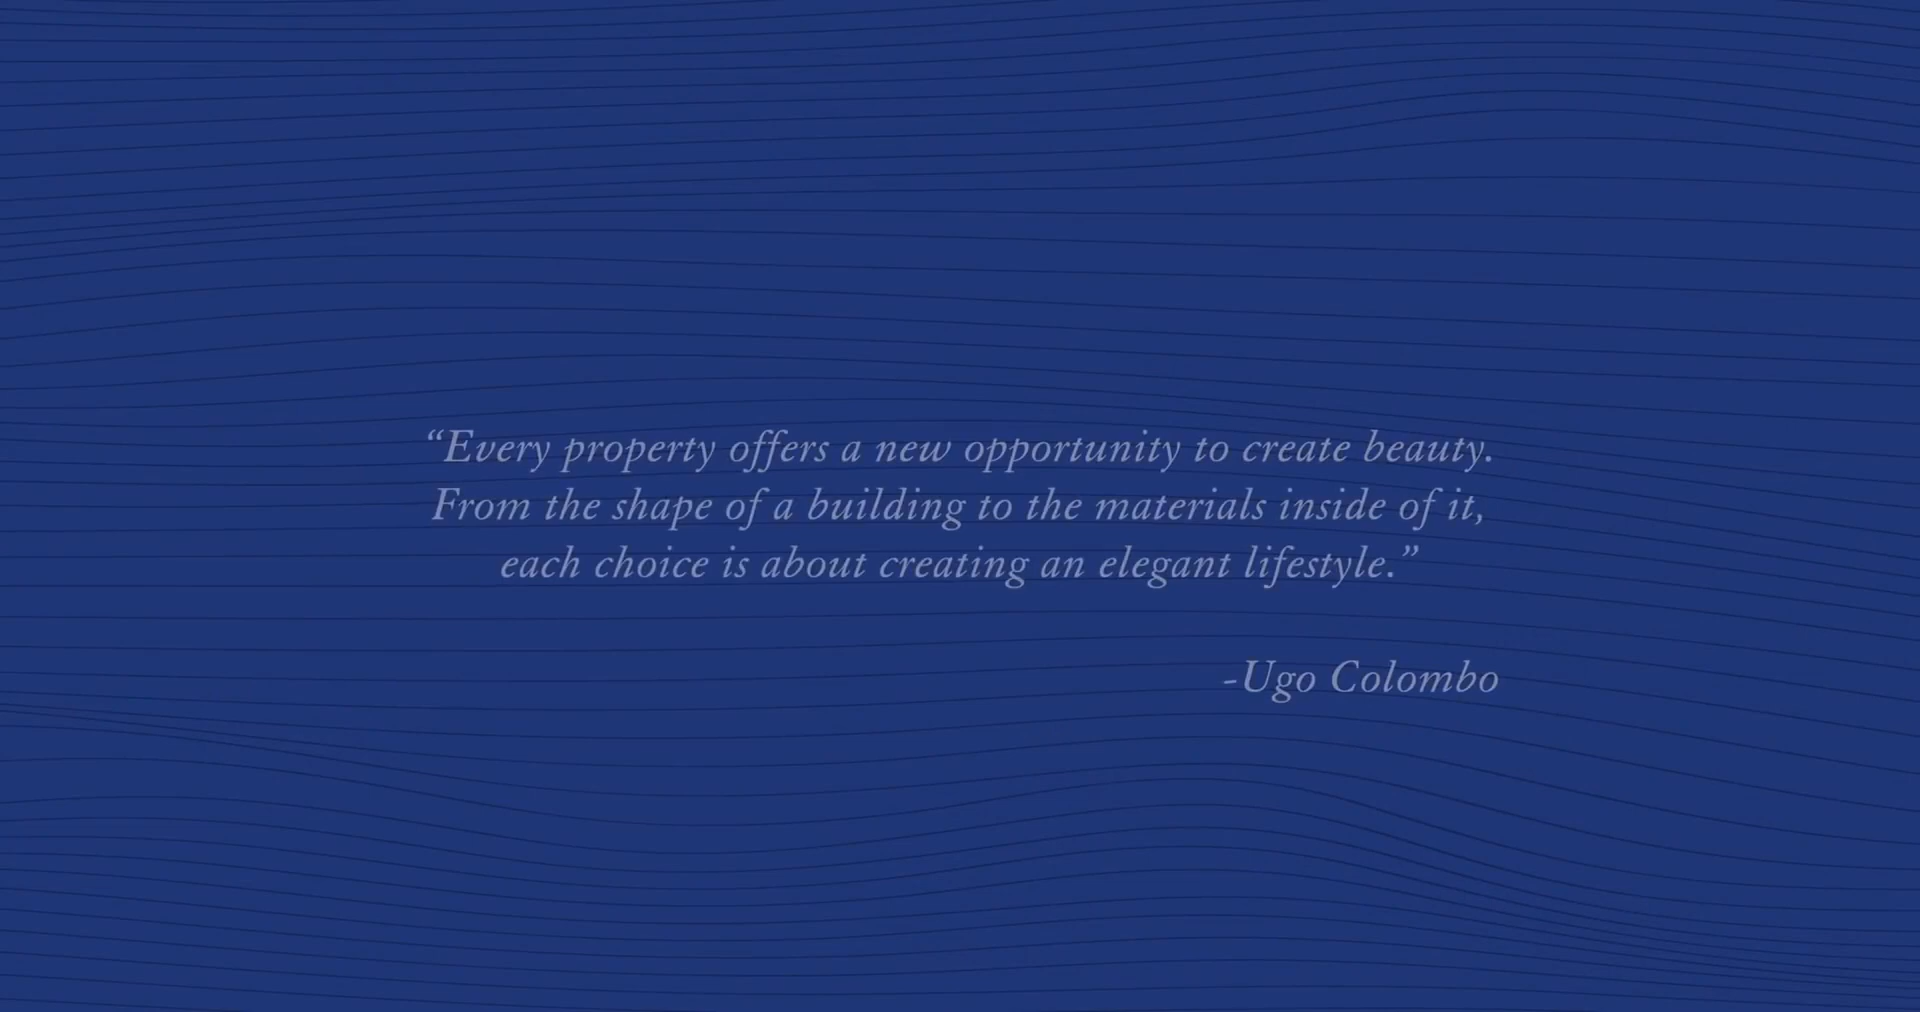 “Every property offers a new opportunity to create beauty.
From the shape of a building to the materials inside of it,
each choice is about creating an elegant lifestyle.”
-Ugo Colombo